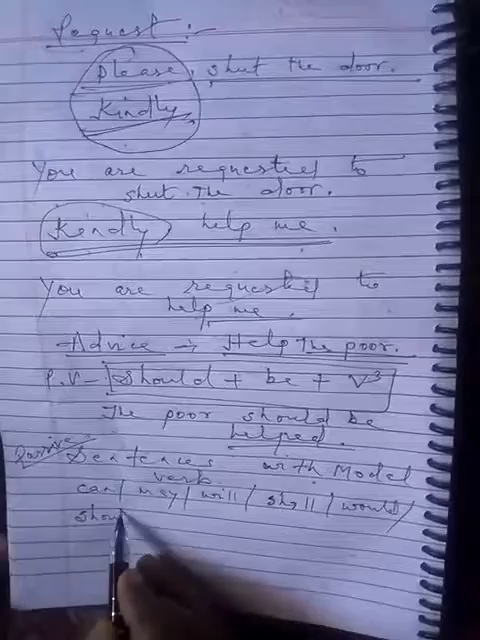 Request :-
Please, shut the door.
Kindly
You are requested to
shut the door.
Kindly help me.
You are requested to
help me.
Advice → Help the poor.
P.V- Should + be + V3
The poor should be
helped.
Passive Sentences with Model
verb
can/ may/ will/ shall/ would/
shou